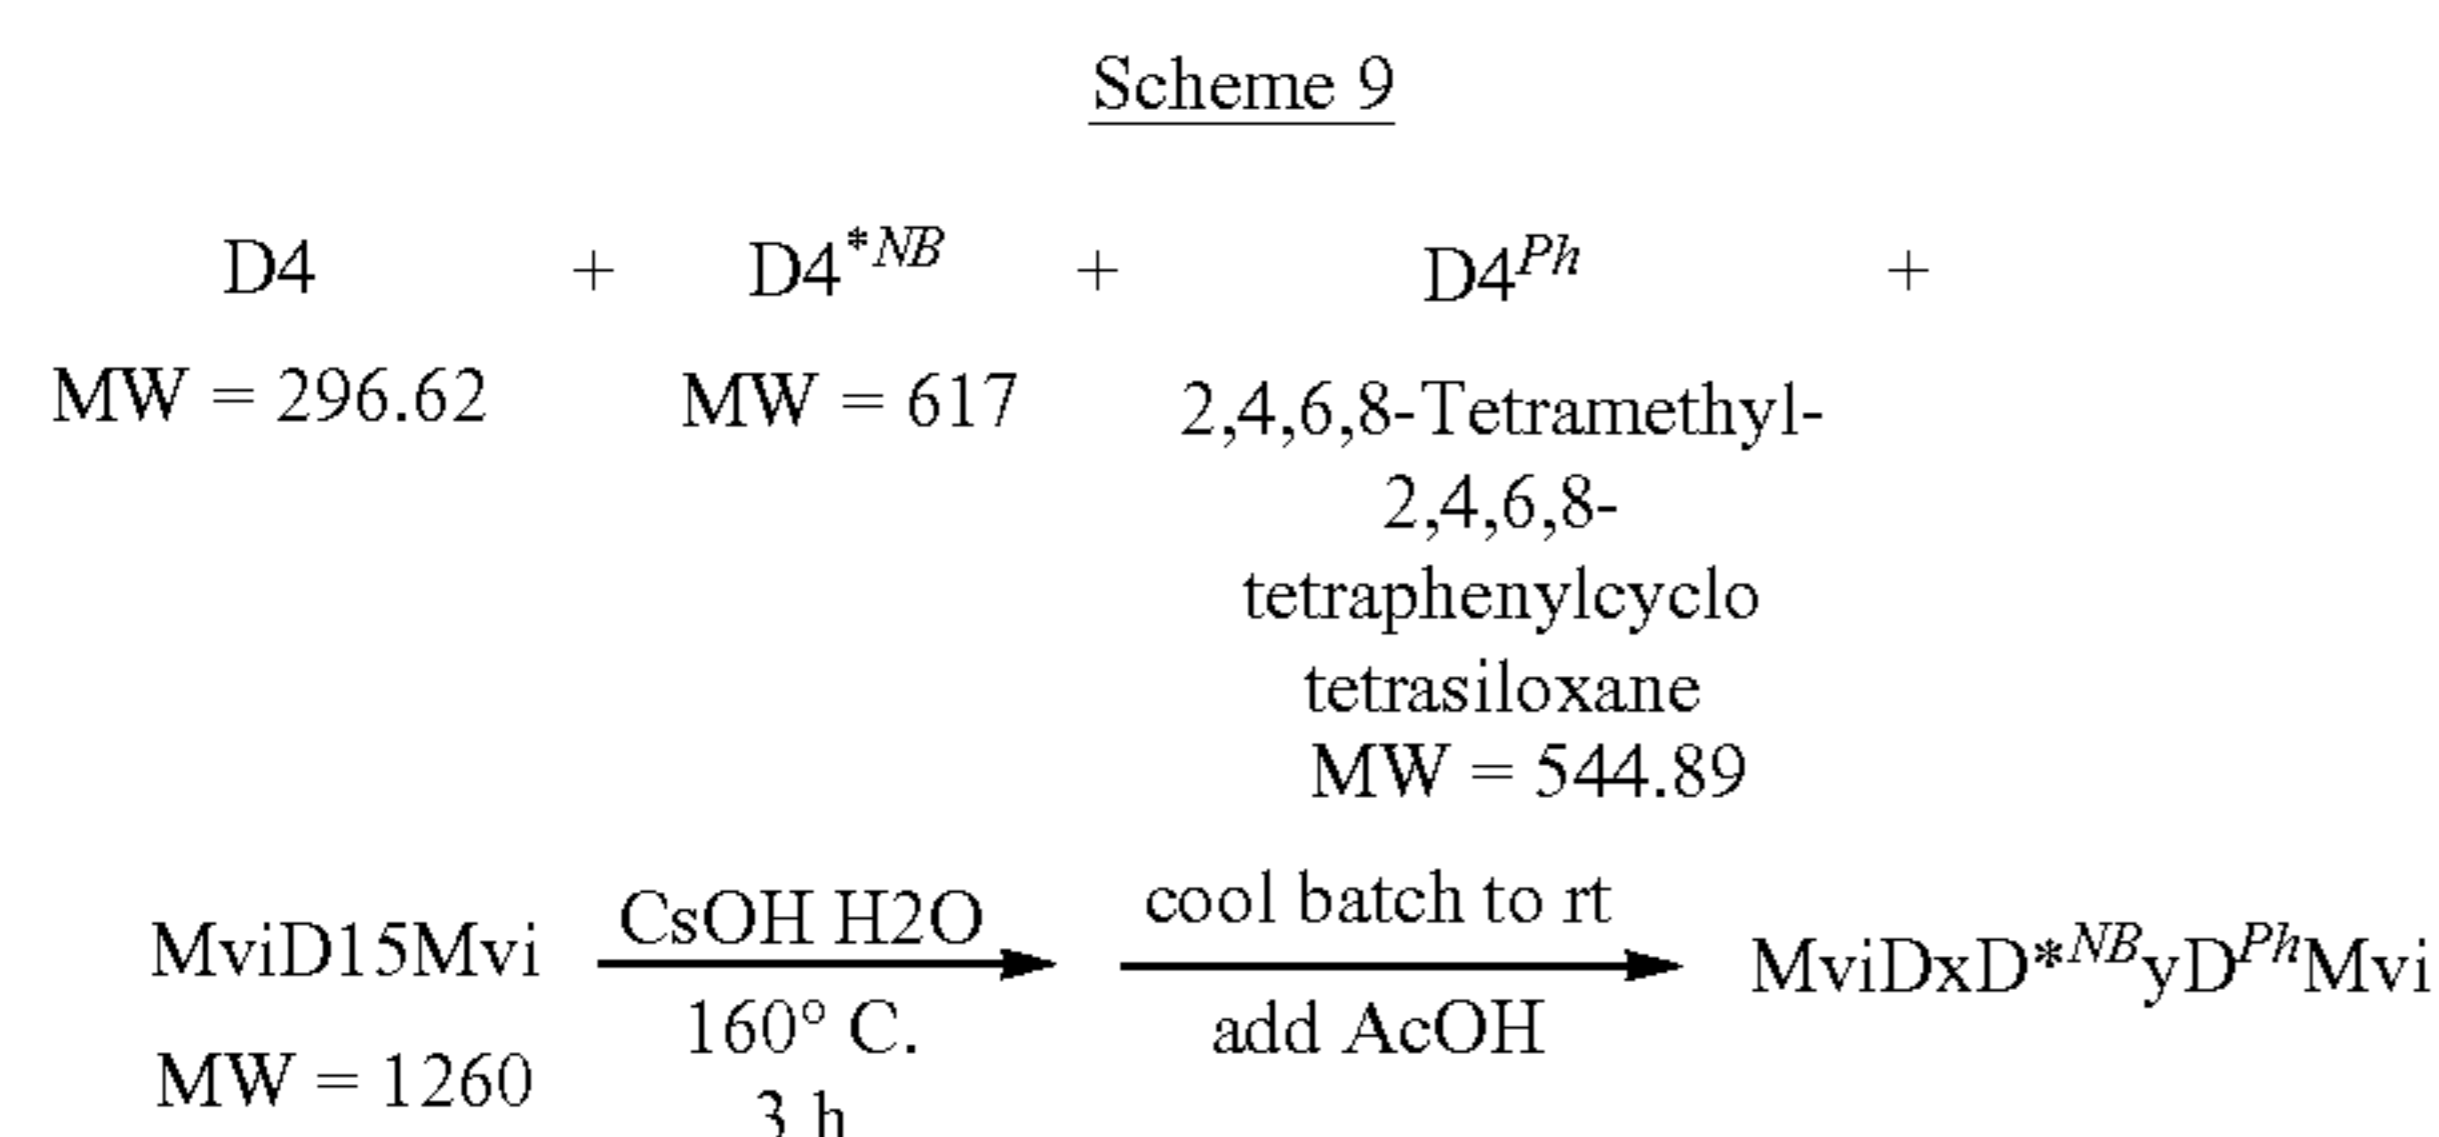 Scheme 9
D4 + D4*NB + D4Ph +
MW = 296.62 MW = 617 2,4,6,8-Tetramethyl-
2,4,6,8-
tetraphenylcyclo
tetrasiloxane
MW = 544.89
MviD15Mvi CsOH H2O cool batch to rt MviDxD*NByDPhMvi
MW = 1260 160° C. add AcOH
3 h